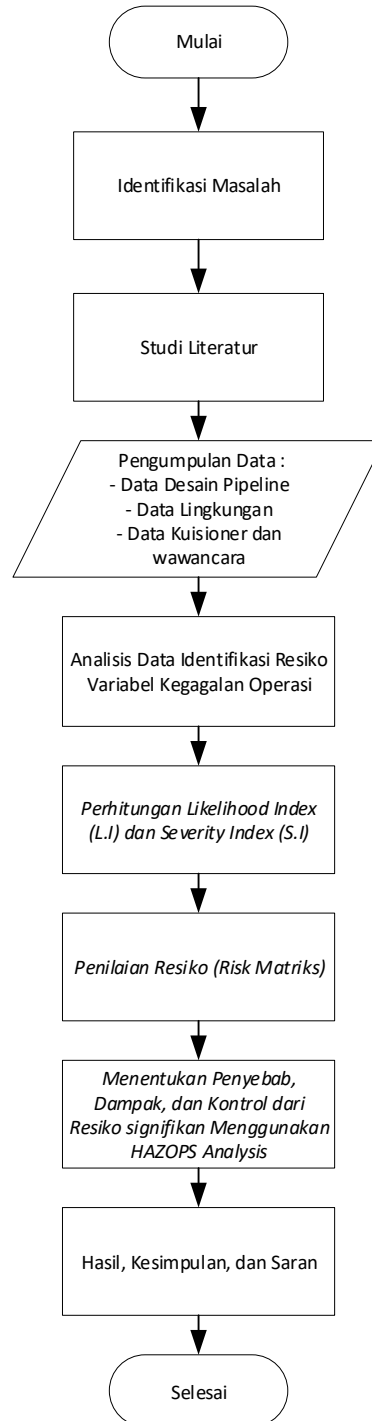 Mulai
Identifikasi Masalah
Studi Literatur
Pengumpulan Data :
- Data Desain Pipeline
- Data Lingkungan
- Data Kuisioner dan
wawancara
Analisis Data Identifikasi Resiko
Variabel Kegagalan Operasi
Perhitungan Likelihood Index
(L.I) dan Severity Index (S.I)
Penilaian Resiko (Risk Matriks)
Menentukan Penyebab,
Dampak, dan Kontrol dari
Resiko signifikan Menggunakan
HAZOPS Analysis
Hasil, Kesimpulan, dan Saran
Selesai